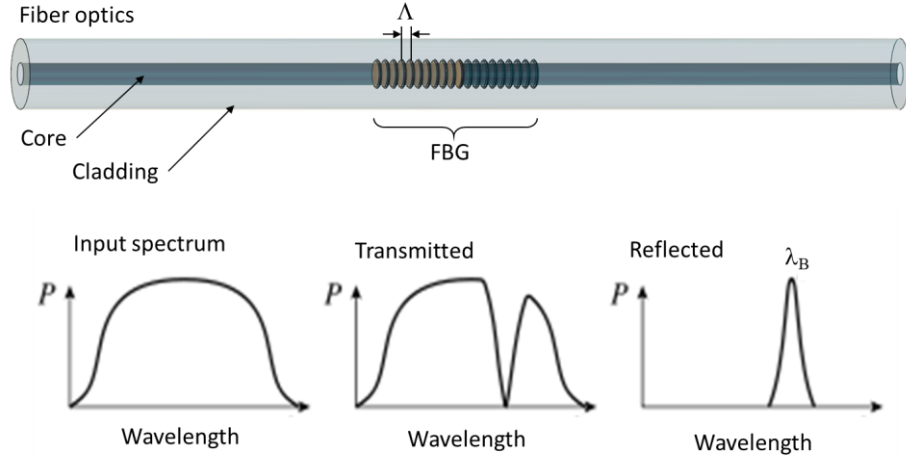 Fiber optics
Λ
Core
Cladding
FBG
Input spectrum
Transmitted
Reflected
λB
P
P
P
Wavelength
Wavelength
Wavelength